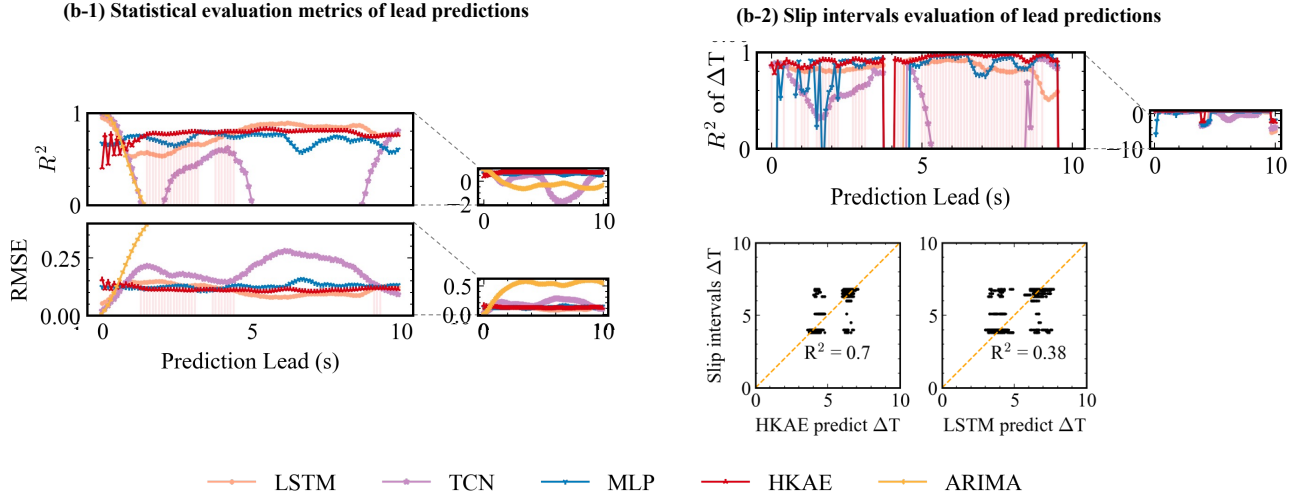 (b-1) Statistical evaluation metrics of lead predictions
1
R²
0
0.25
RMSE
0.00
0
5
10
Prediction Lead (s)
0
−2
0
10
0.5
0.0
0
10
(b-2) Slip intervals evaluation of lead predictions
1
R² of ΔT
0
0
5
10
Prediction Lead (s)
0
−10
0
10
10
5
0
Slip intervals ΔT
R² = 0.7
0
5
10
HKAE predict ΔT
10
5
0
R² = 0.38
0
5
10
LSTM predict ΔT
LSTM TCN MLP HKAE ARIMA